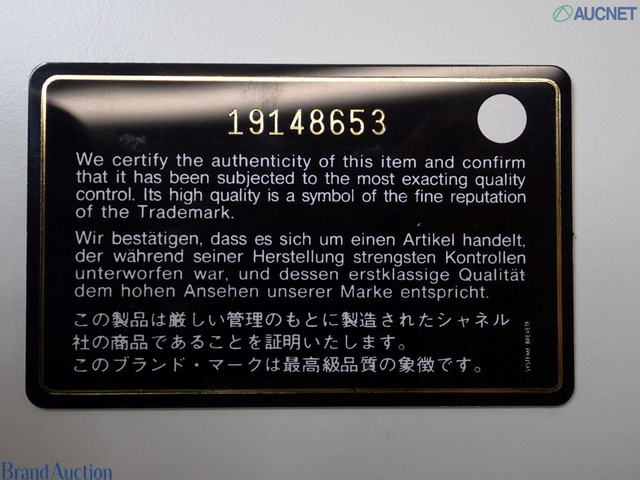 AUCNET
19148653
We certify the authenticity of this item and confirm
that it has been subjected to the most exacting quality
control. Its high quality is a symbol of the fine reputation
of the Trademark.
Wir bestätigen, dass es sich um einen Artikel handelt,
der während seiner Herstellung strengsten Kontrollen
unterworfen war, und dessen erstklassige Qualität
dem hohen Ansehen unserer Marke entspricht.
この製品は厳しい管理のもとに製造されたシャネル
社の商品であることを証明いたします。
このブランド・マークは最高級品質の象徴です。
SYSTEME BREVETE
Brand Auction